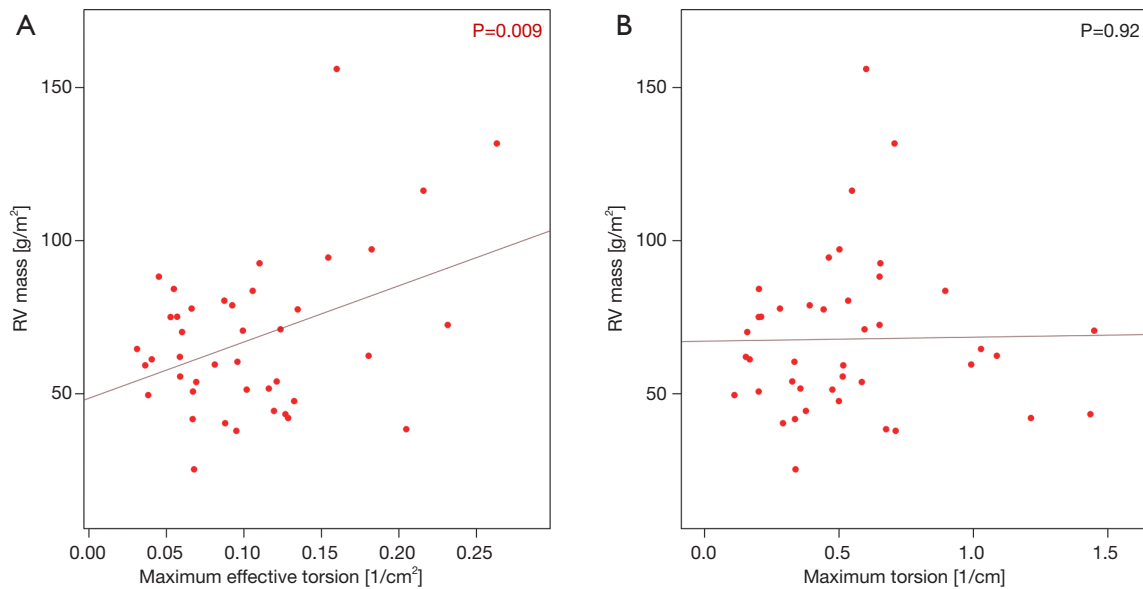 A
P=0.009
150
100
50
RV mass [g/m²]
0.00 0.05 0.10 0.15 0.20 0.25
Maximum effective torsion [1/cm²]
B
P=0.92
150
100
50
RV mass [g/m²]
0.0 0.5 1.0 1.5
Maximum torsion [1/cm]